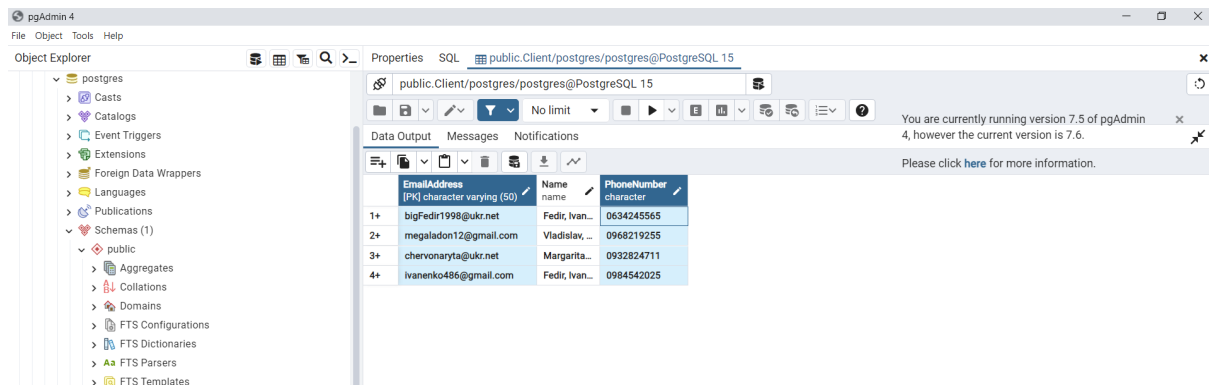 pgAdmin 4
File Object Tools Help
Object Explorer
Properties SQL public.Client/postgres/postgres@PostgreSQL 15
postgres
Casts
Catalogs
Event Triggers
Extensions
Foreign Data Wrappers
Languages
Publications
Schemas (1)
public
Aggregates
Collations
Domains
FTS Configurations
FTS Dictionaries
Aa FTS Parsers
FTS Templates
public.Client/postgres/postgres@PostgreSQL 15
No limit
E
You are currently running version 7.5 of pgAdmin
4, however the current version is 7.6.
Please click here for more information.
Data Output Messages Notifications
EmailAddress Name PhoneNumber
[PK] character varying (50) name character
1+ bigFedir1998@ukr.net Fedir, Ivan... 0634245565
2+ megaladon12@gmail.com Vladislav, ... 0968219255
3+ chervonaryta@ukr.net Margarita... 0932824711
4+ ivanenko486@gmail.com Fedir, Ivan... 0984542025